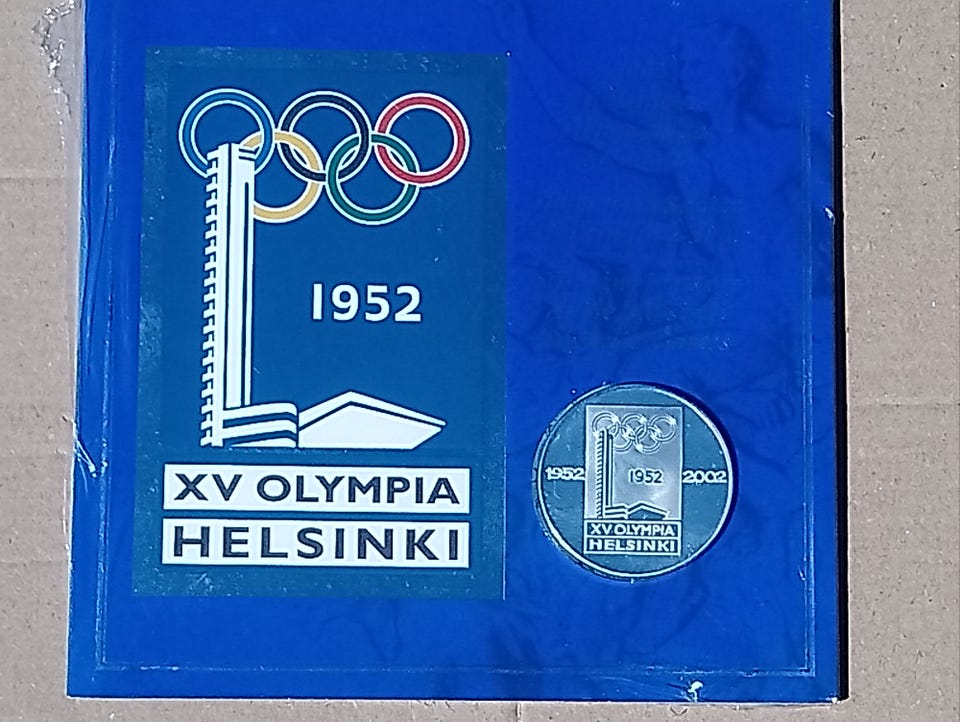 1952
XV OLYMPIA
HELSINKI
1952 1952 2002
XV OLYMPIA
HELSINKI